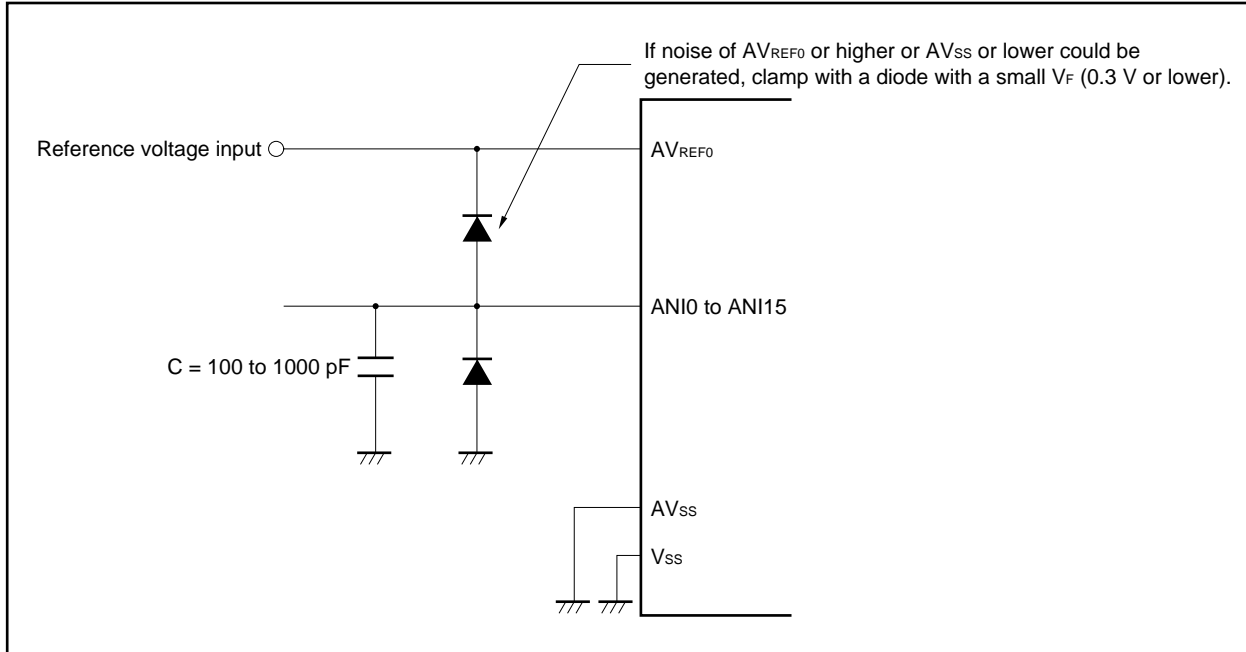 If noise of AVREF0 or higher or AVSS or lower could be
generated, clamp with a diode with a small VF (0.3 V or lower).
Reference voltage input
AVREF0
ANI0 to ANI15
C = 100 to 1000 pF
AVSS
VSS